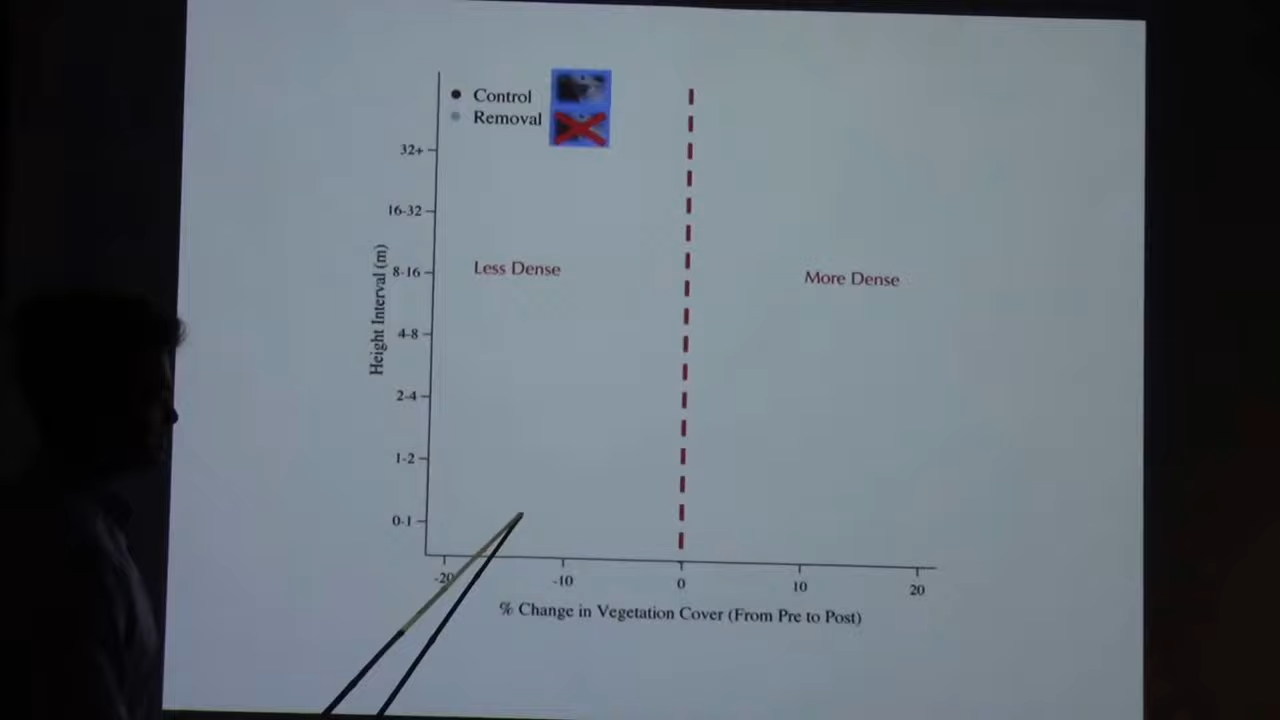 Control
Removal
32+
16-32
8-16
4-8
2-4
1-2
0-1
Height Interval (m)
Less Dense
More Dense
-20
-10
0
10
20
% Change in Vegetation Cover (From Pre to Post)